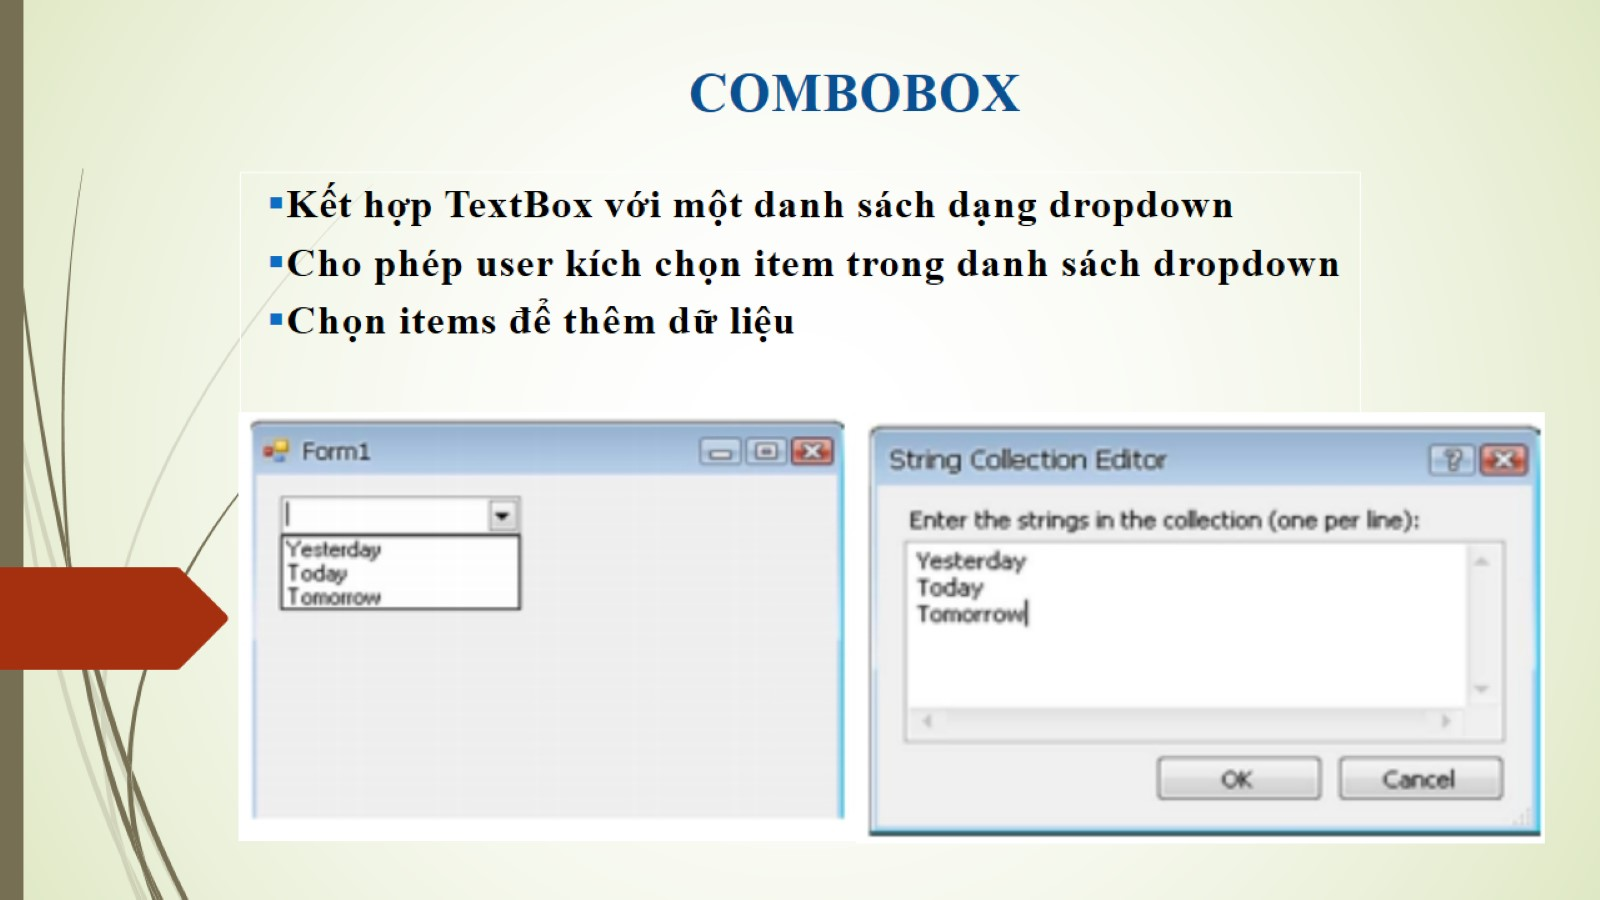 COMBOBOX
Kết hợp TextBox với một danh sách dạng dropdown
Cho phép user kích chọn item trong danh sách dropdown
Chọn items để thêm dữ liệu
Form1
Yesterday
Today
Tomorrow
String Collection Editor
Enter the strings in the collection (one per line):
Yesterday
Today
Tomorrow
OK
Cancel